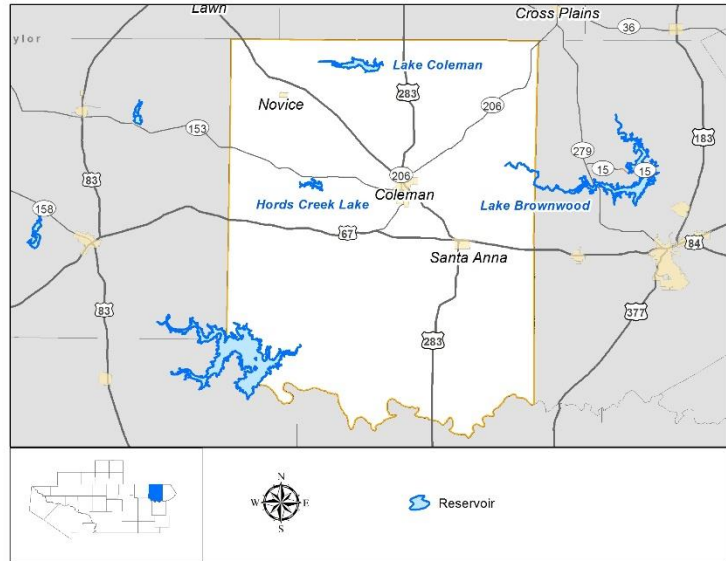 Lawn
Cross Plains
36
aylor
Lake Coleman
283
183
Novice
206
153
279
15
15
83
206
Coleman
Hords Creek Lake
Lake Brownwood
158
67
84
Santa Anna
83
377
283
N
W E
S
Reservoir